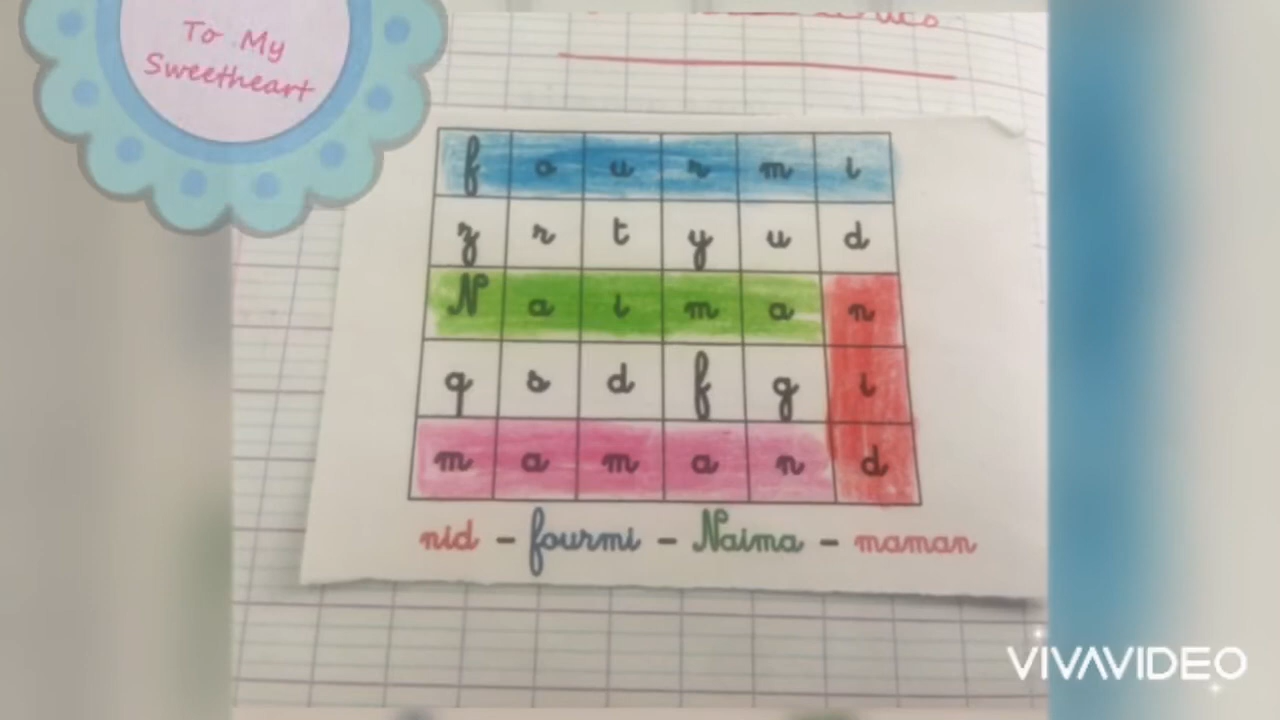 To My
Sweetheart
f o u r m i
z r t y u d
N a i m a n
q s d f g i
m a m a n d
nid - fourmi - Naima - maman
VIVAVIDEO